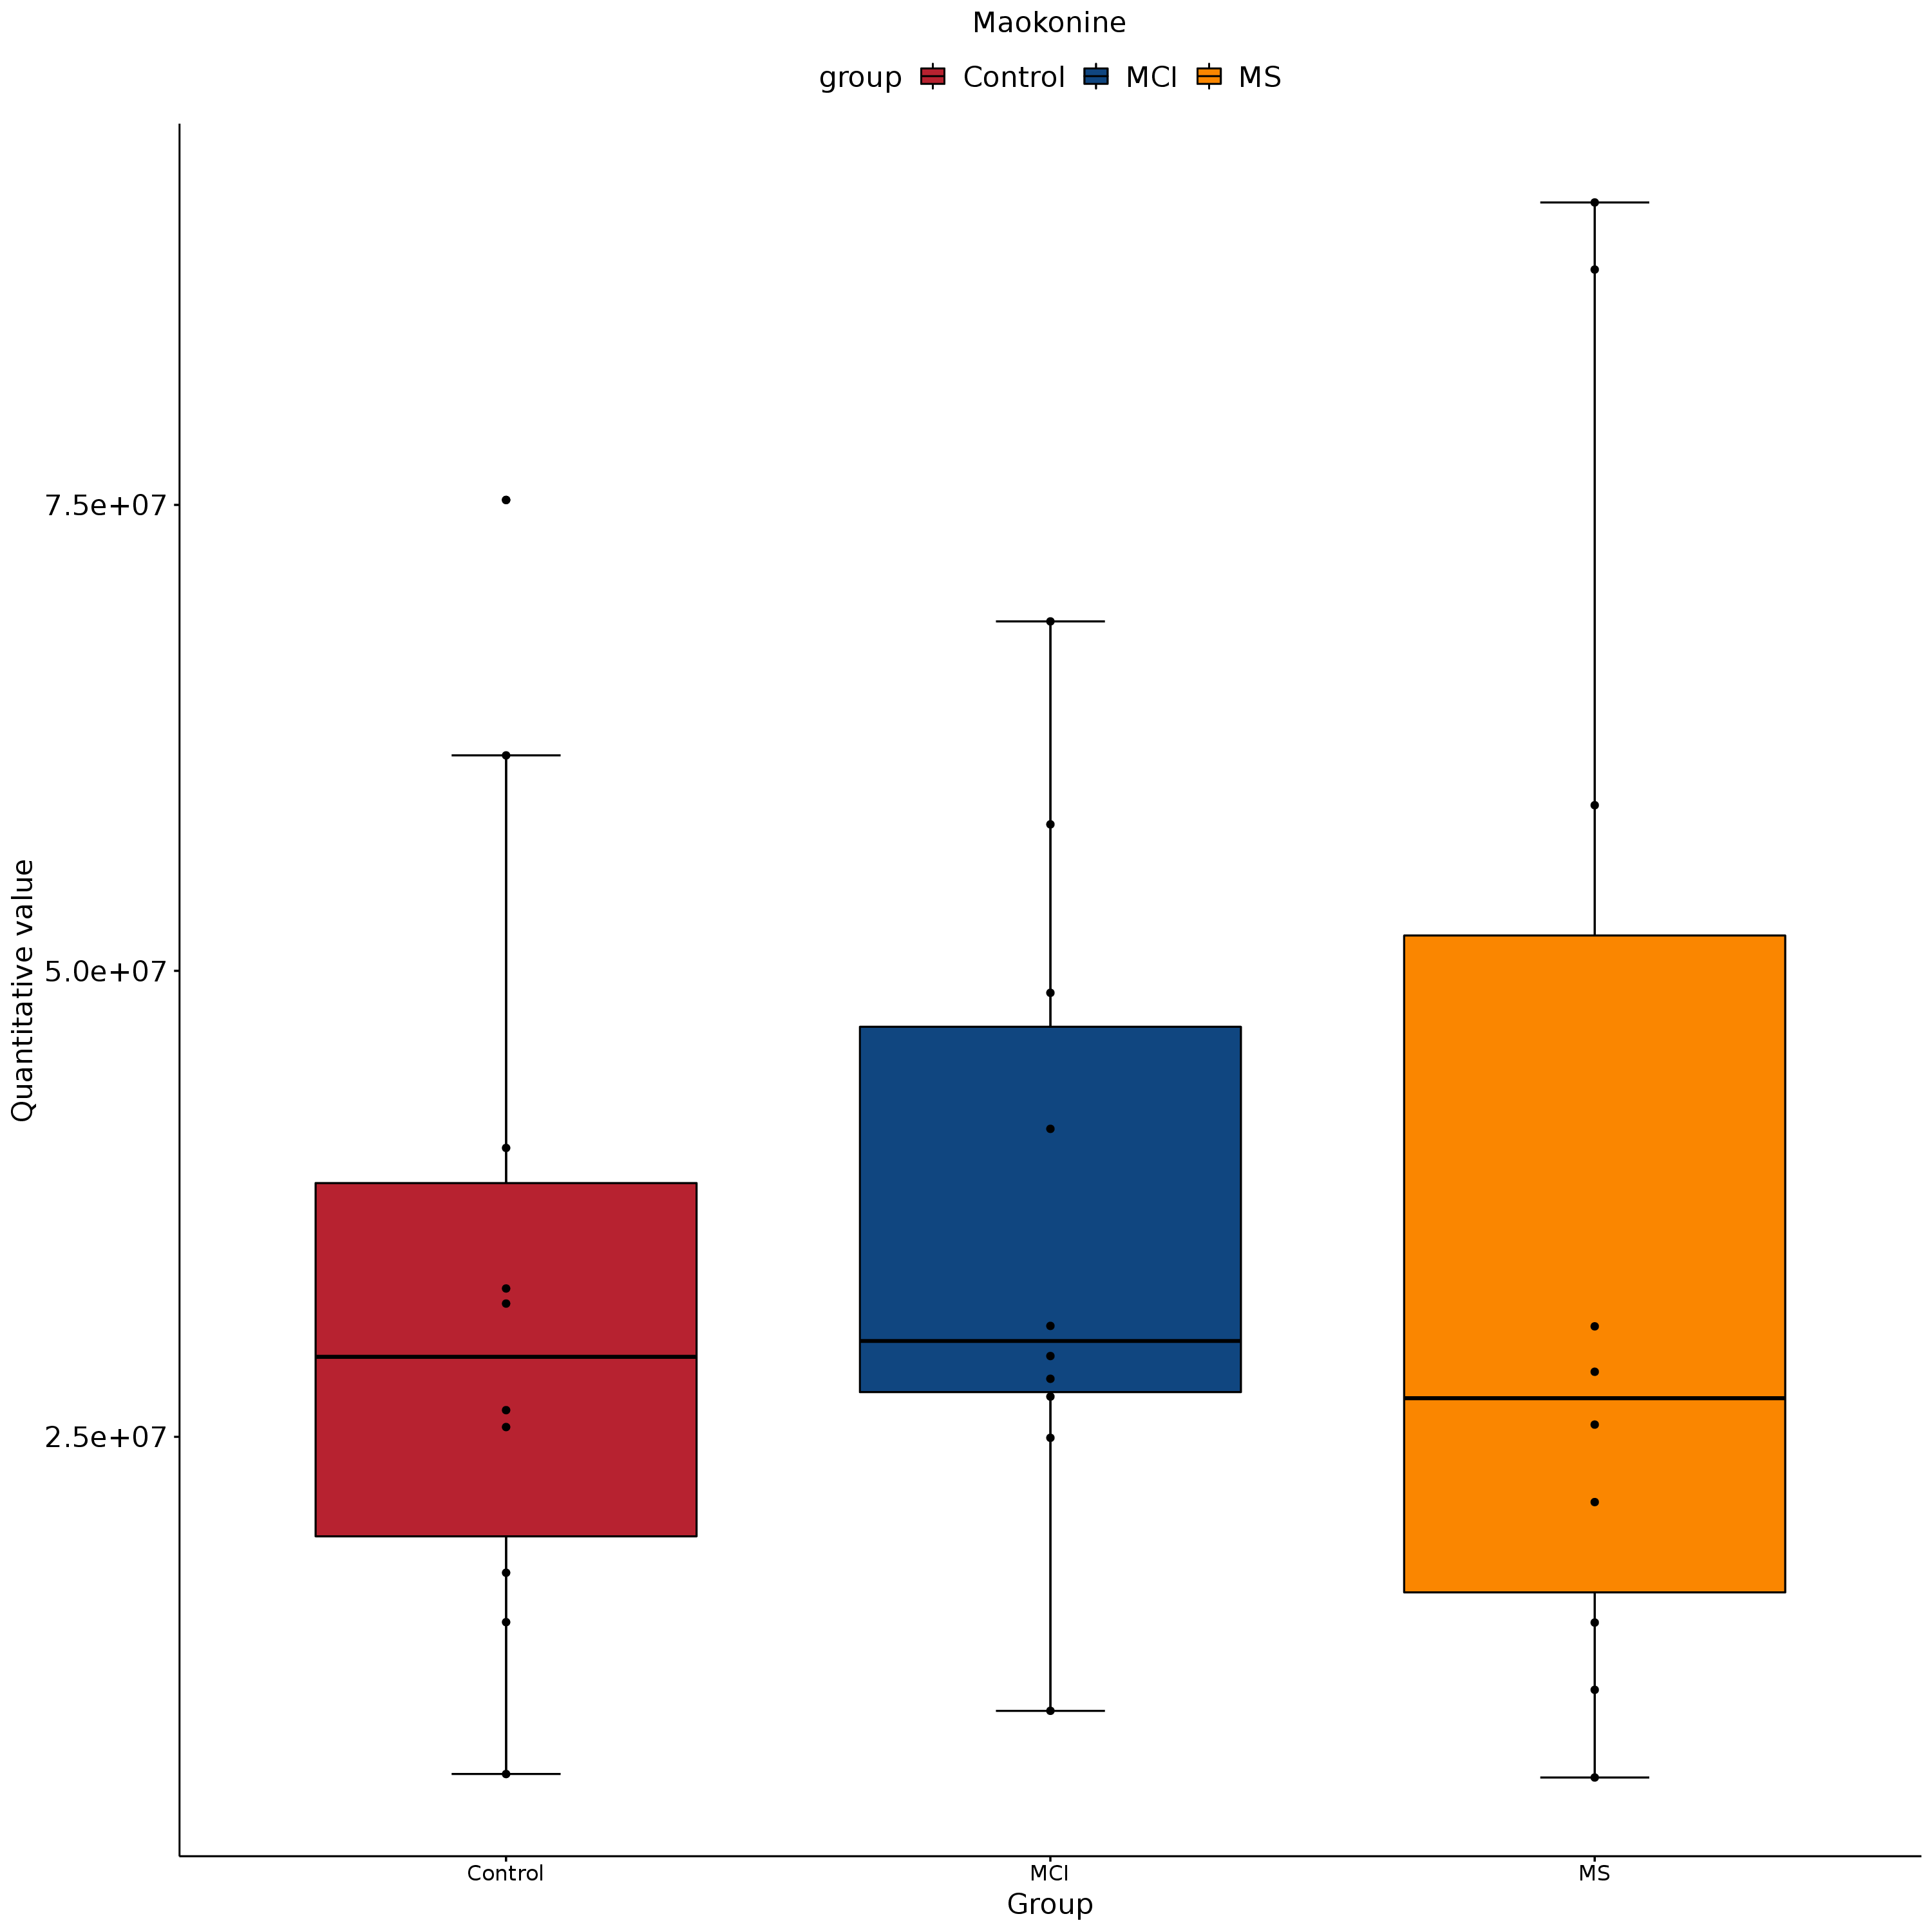 Maokonine
group Control MCI MS
7.5e+07
5.0e+07
2.5e+07
Quantitative value
Control MCI MS
Group